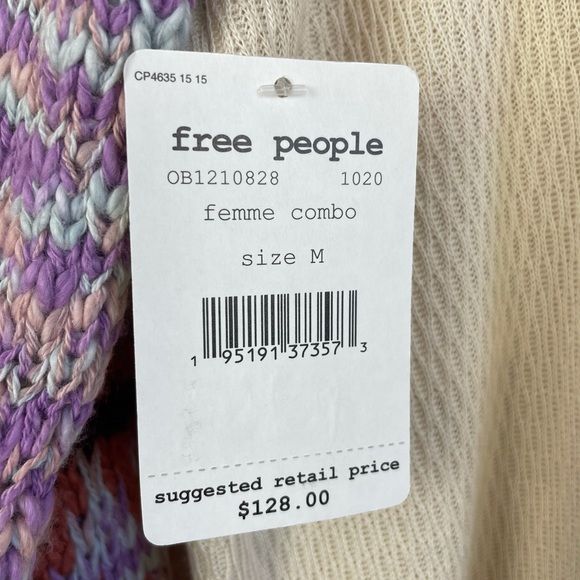 CP4635 15 15
free people
OB1210828 1020
femme combo
size M
1 95191 37357 3
suggested retail price
$128.00